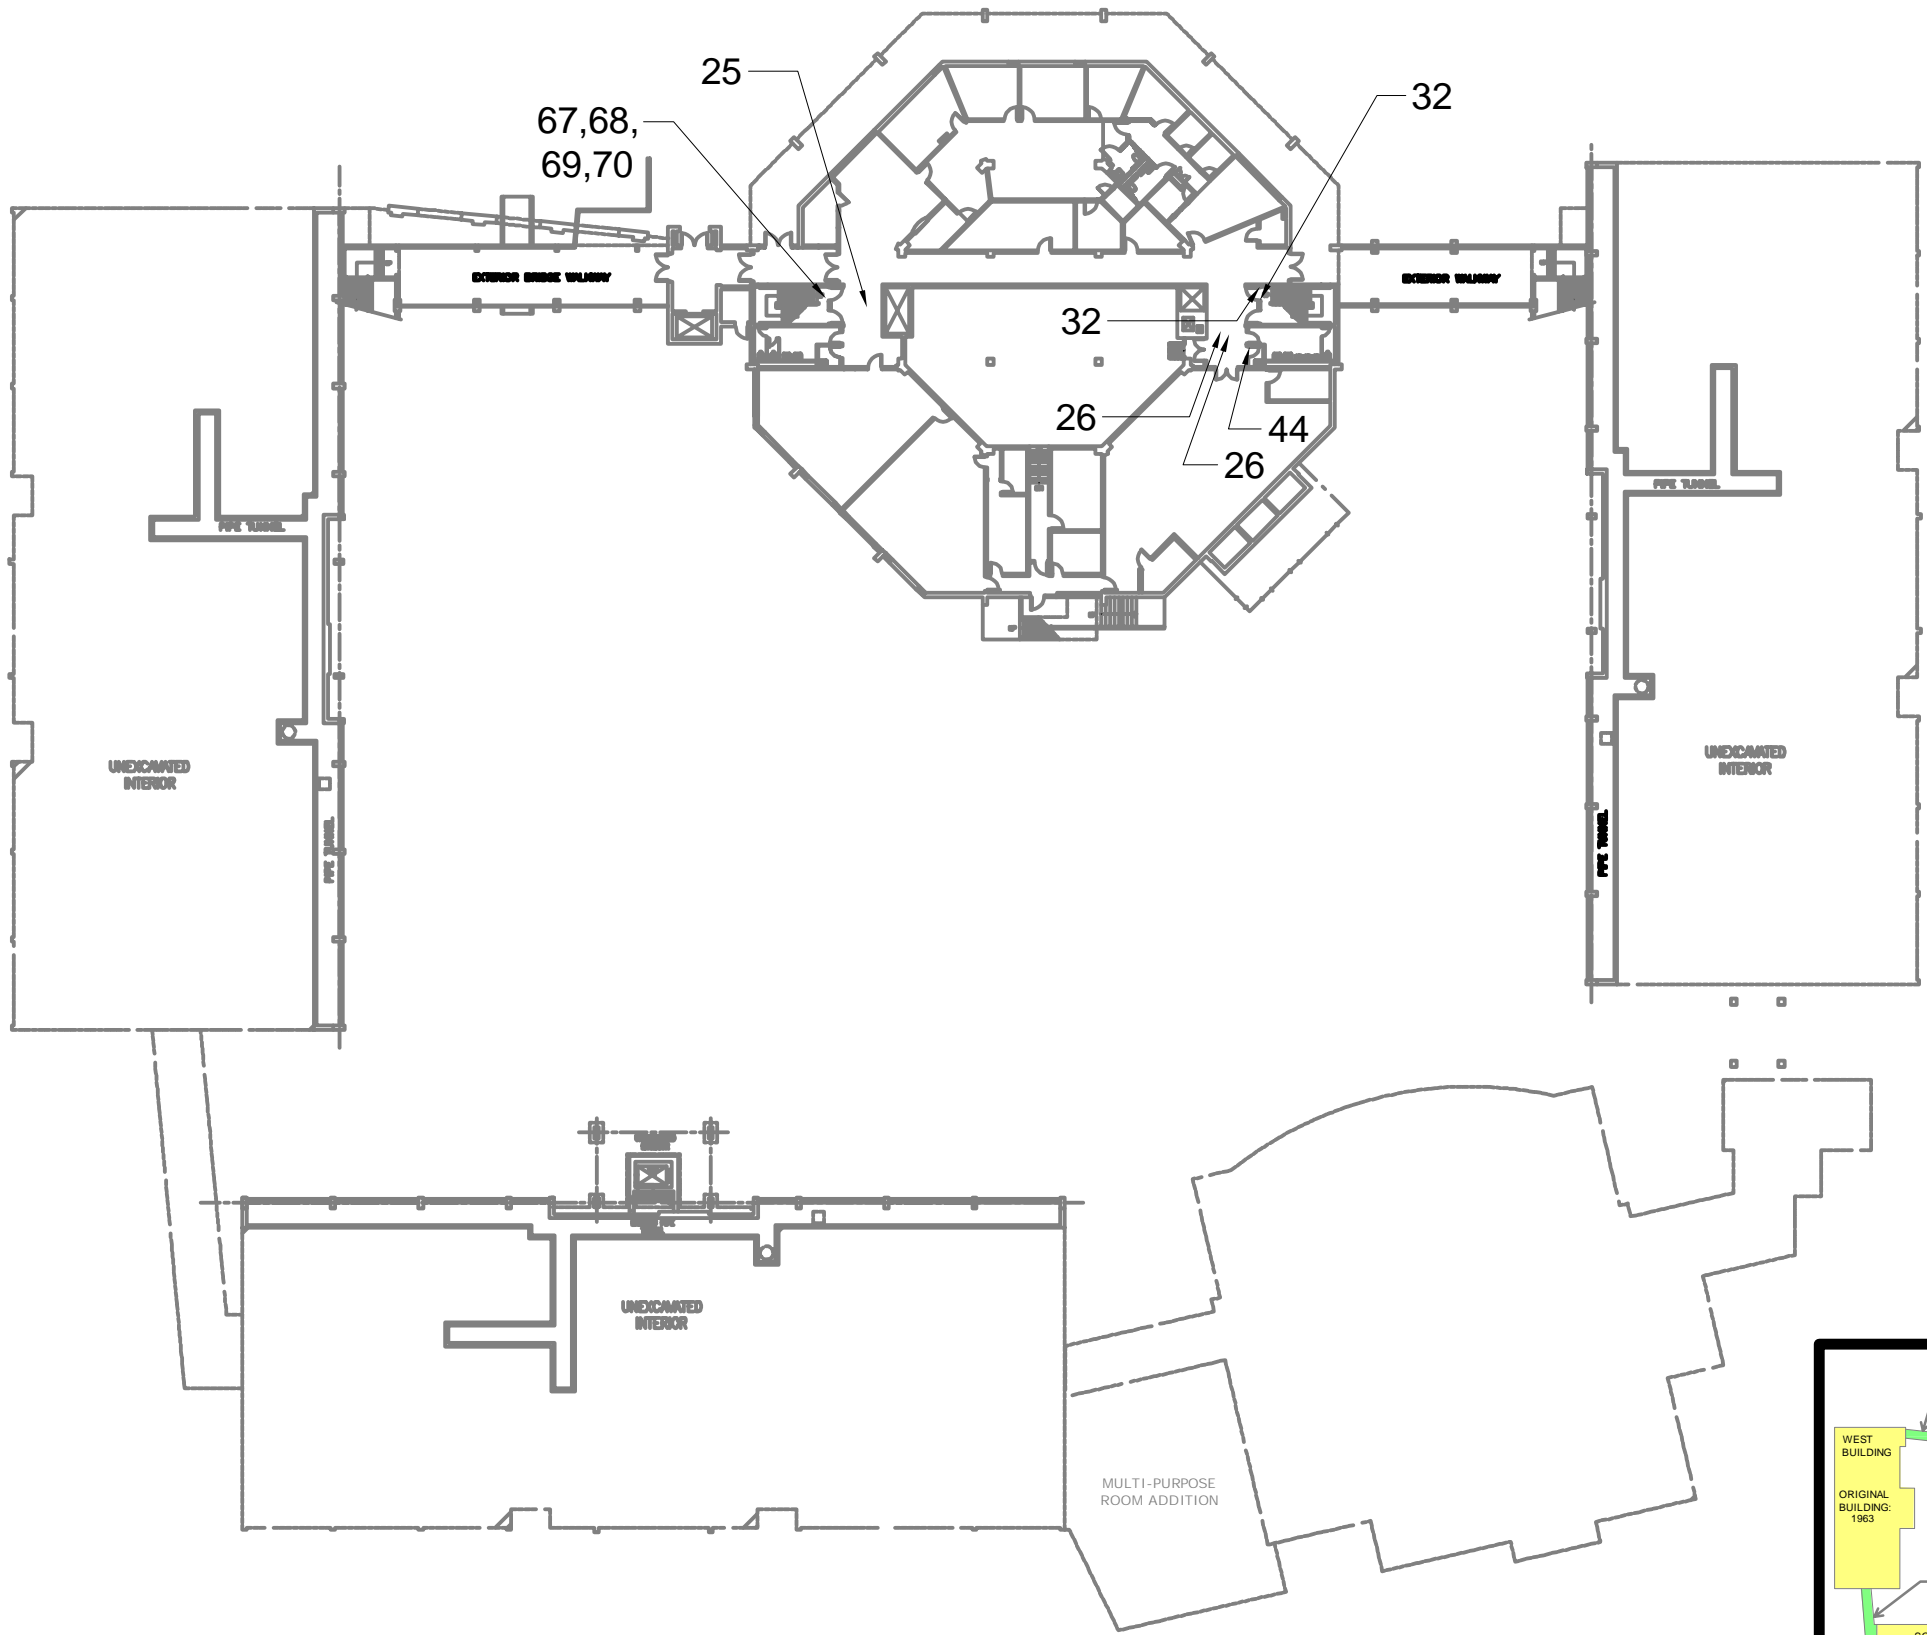 25
67,68,
69,70
32
EXTERIOR BRIDGE WALKWAY
EXTERIOR WALKWAY
32
26
44
26
PIPE TUNNEL
PIPE TUNNEL
UNEXCAVATED
INTERIOR
UNEXCAVATED
INTERIOR
PIPE TUNNEL
PIPE TUNNEL
UNEXCAVATED
INTERIOR
MULTI-PURPOSE
ROOM ADDITION
WEST
BUILDING
ORIGINAL
BUILDING:
1963